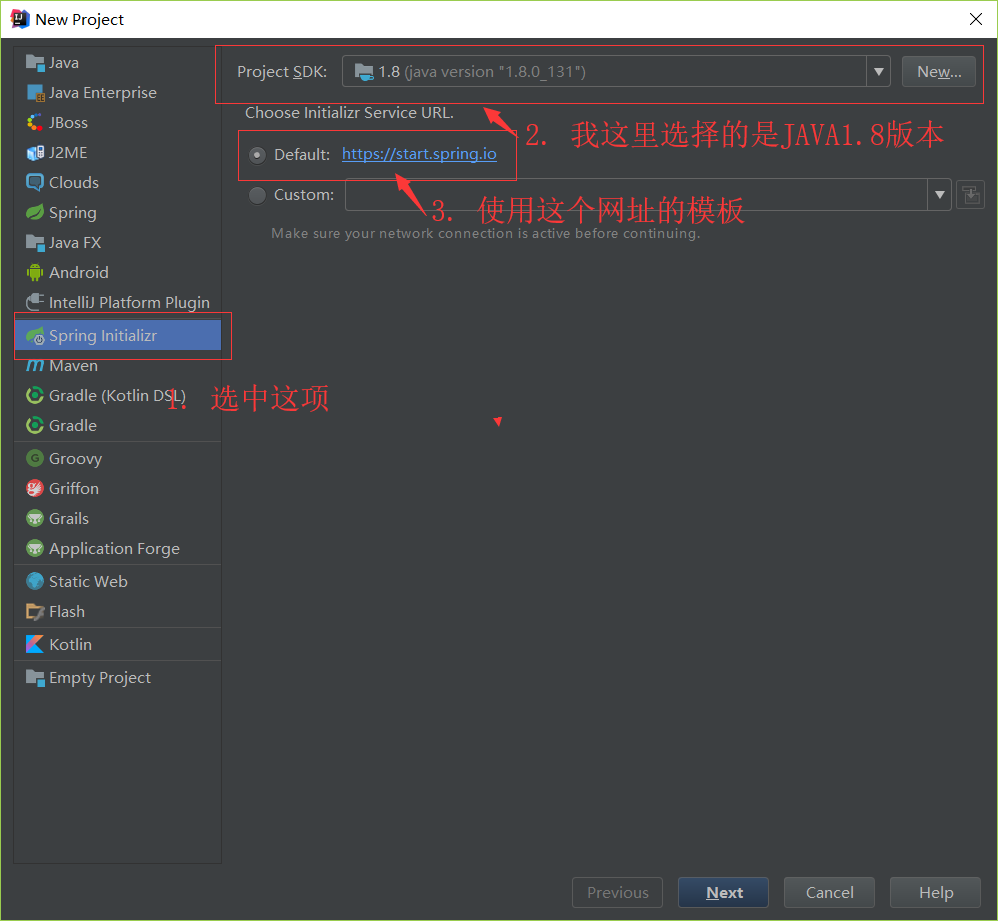 New Project
Java
Java Enterprise
JBoss
J2ME
Clouds
Spring
Java FX
Android
IntelliJ Platform Plugin
Spring Initializr
Maven
Gradle (Kotlin DSL)
1. 选中这项
Gradle
Groovy
Griffon
Grails
Application Forge
Static Web
Flash
Kotlin
Empty Project
Project SDK: 1.8 (java version "1.8.0_131") New...
Choose Initializr Service URL.
2. 我这里选择的是JAVA1.8版本
Default: https://start.spring.io
Custom:
3. 使用这个网址的模板
Make sure your network connection is active before continuing.
Previous Next Cancel Help